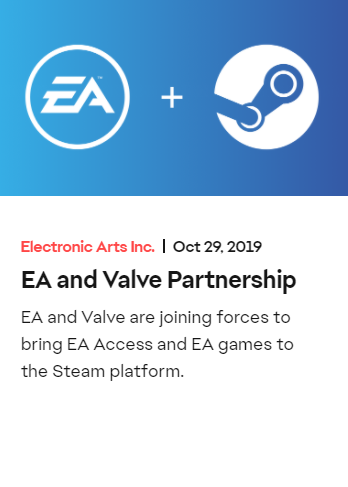 EA +
Electronic Arts Inc. | Oct 29, 2019
EA and Valve Partnership
EA and Valve are joining forces to
bring EA Access and EA games to
the Steam platform.